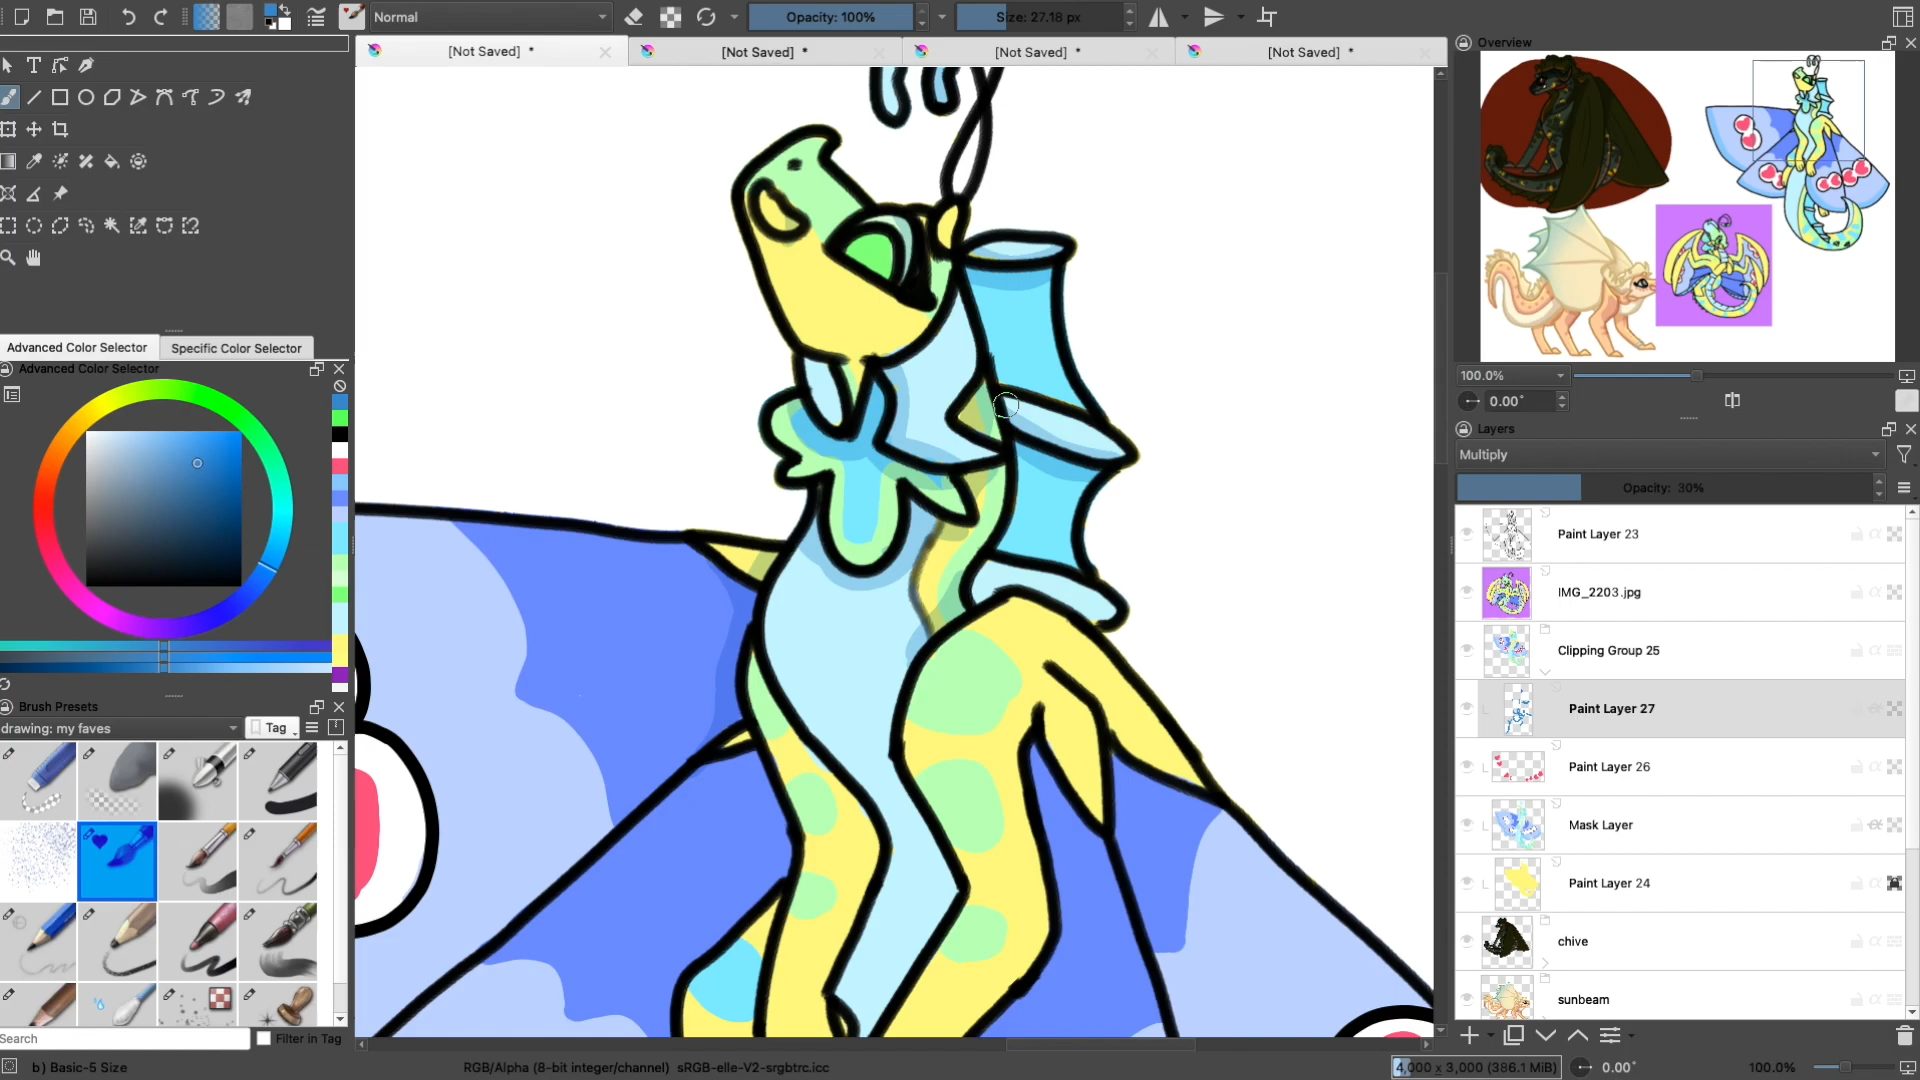 Normal
Opacity: 100%
Size: 27.18 px
[Not Saved] *
[Not Saved] *
[Not Saved] *
[Not Saved] *
Overview
Advanced Color Selector
Specific Color Selector
Advanced Color Selector
100.0%
0.00°
Layers
Multiply
Opacity: 30%
Paint Layer 23
IMG_2203.jpg
Clipping Group 25
Paint Layer 27
Paint Layer 26
Mask Layer
Paint Layer 24
chive
sunbeam
Brush Presets
drawing: my faves
Tag
Search
Filter in Tag
b) Basic-5 Size
RGB/Alpha (8-bit integer/channel) sRGB-elle-V2-srgbtrc.icc
4,000 x 3,000 (386.1 MiB)
0.00°
100.0%